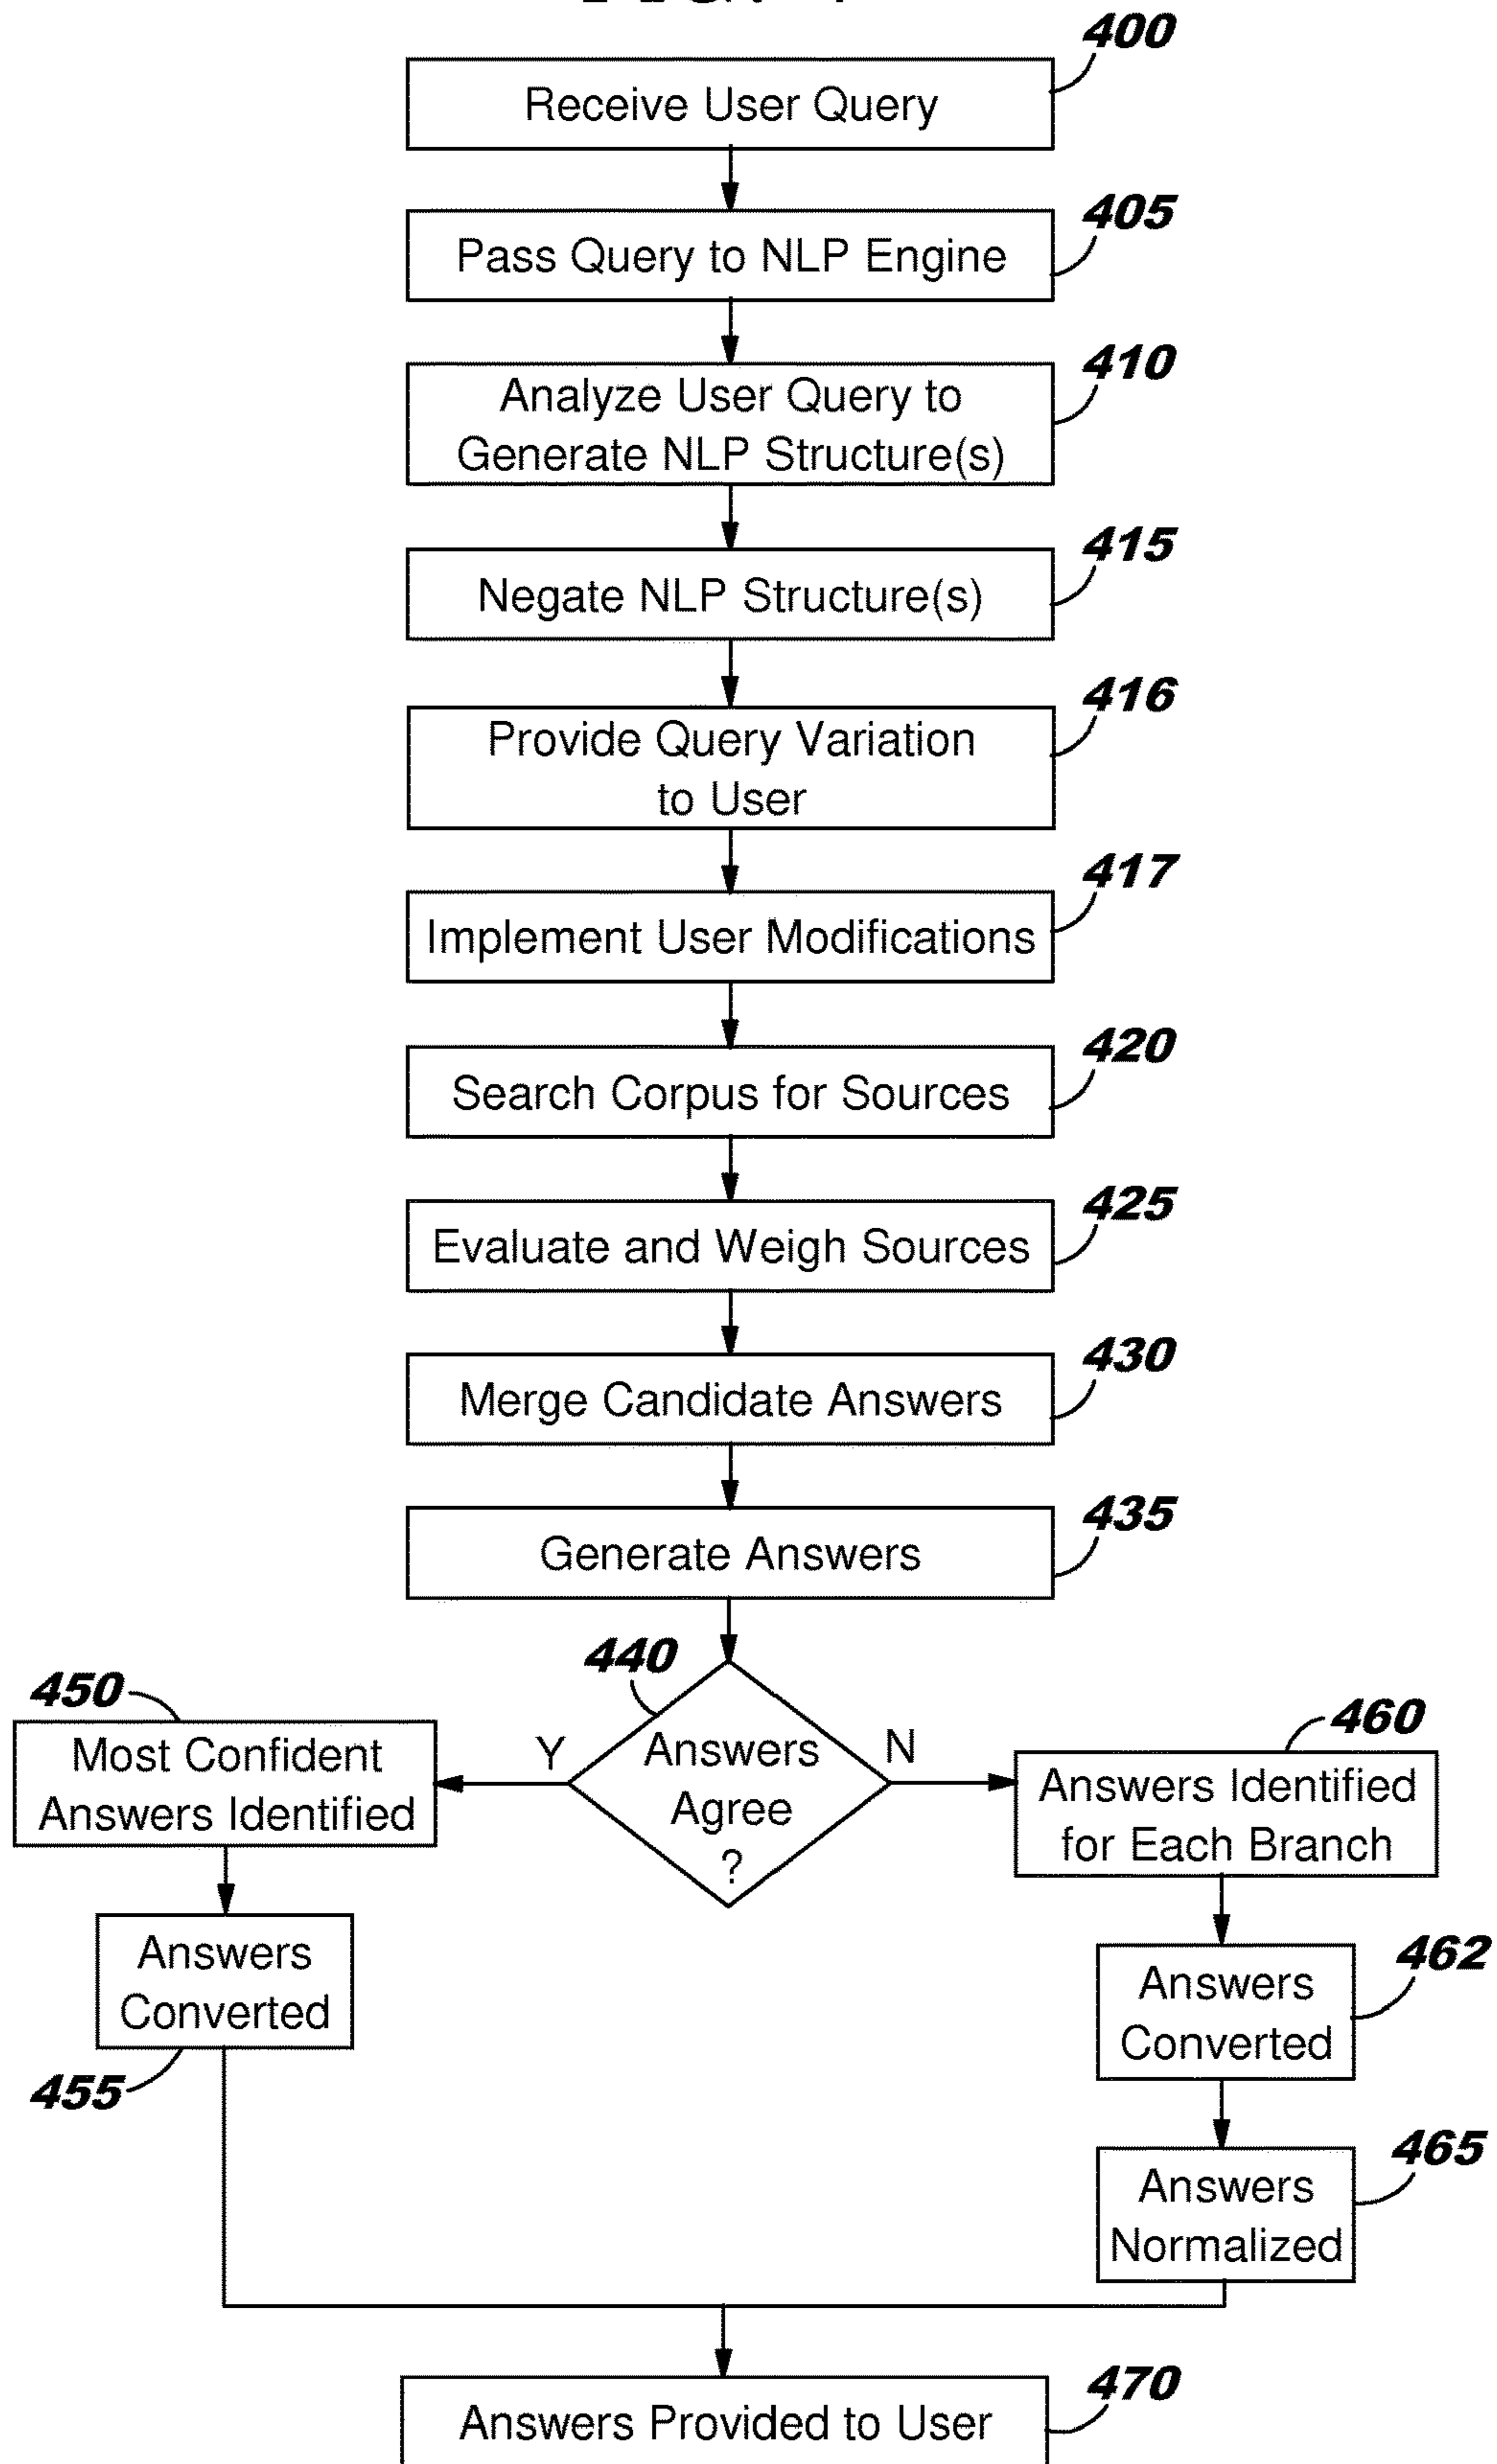 400
Receive User Query
405
Pass Query to NLP Engine
410
Analyze User Query to
Generate NLP Structure(s)
415
Negate NLP Structure(s)
416
Provide Query Variation
to User
417
Implement User Modifications
420
Search Corpus for Sources
425
Evaluate and Weigh Sources
430
Merge Candidate Answers
435
Generate Answers
440
Answers
Agree
?
Y
N
450
Most Confident
Answers Identified
460
Answers Identified
for Each Branch
Answers
Converted
455
462
Answers
Converted
465
Answers
Normalized
470
Answers Provided to User